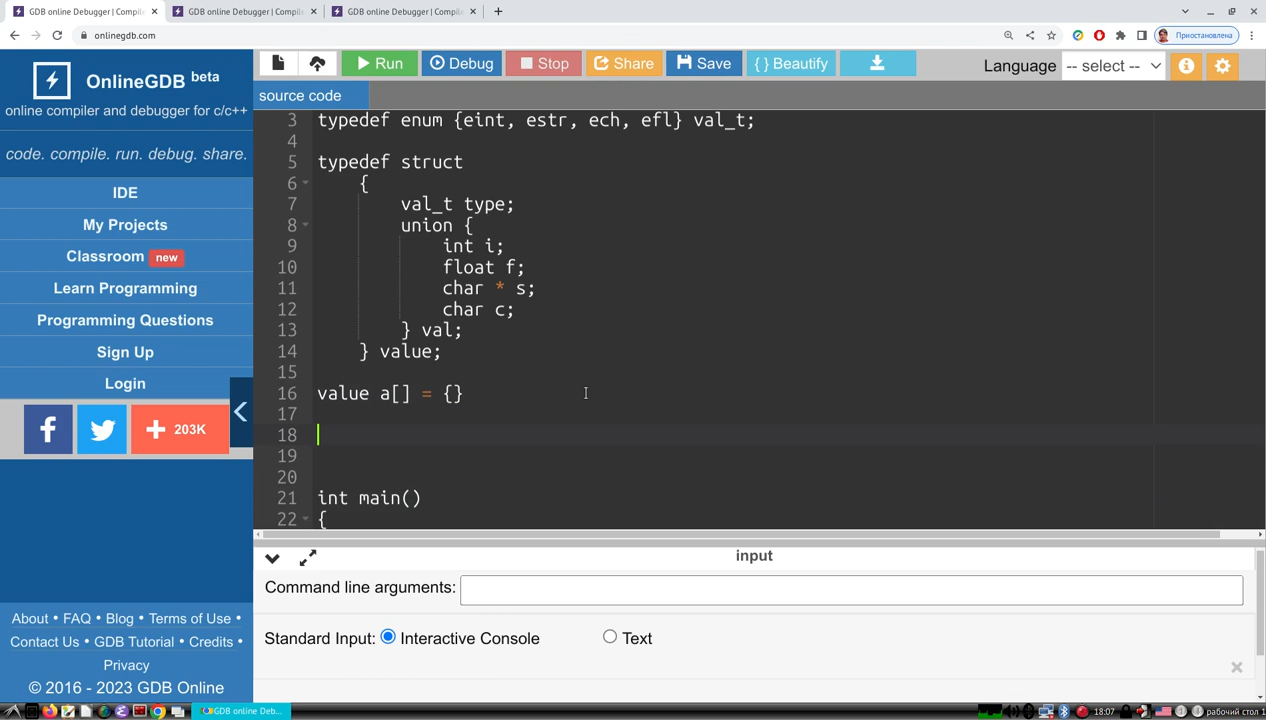 GDB online Debugger | Compile
GDB online Debugger | Compile
GDB online Debugger | Compile
onlinegdb.com
Приостановлена
OnlineGDB beta
online compiler and debugger for c/c++
code. compile. run. debug. share.
IDE
My Projects
Classroom new
Learn Programming
Programming Questions
Sign Up
Login
203K
About • FAQ • Blog • Terms of Use •
Contact Us • GDB Tutorial • Credits •
Privacy
© 2016 - 2023 GDB Online
Run
Debug
Stop
Share
Save
{ } Beautify
Language
-- select --
source code
3 typedef enum {eint, estr, ech, efl} val_t;
4
5 typedef struct
6 {
7 val_t type;
8 union {
9 int i;
10 float f;
11 char * s;
12 char c;
13 } val;
14 } value;
15
16 value a[] = {}
17
18
19
20
21 int main()
22 {
input
Command line arguments:
Standard Input: Interactive Console Text
GDB online Deb...
18:07
рабочий стол 1